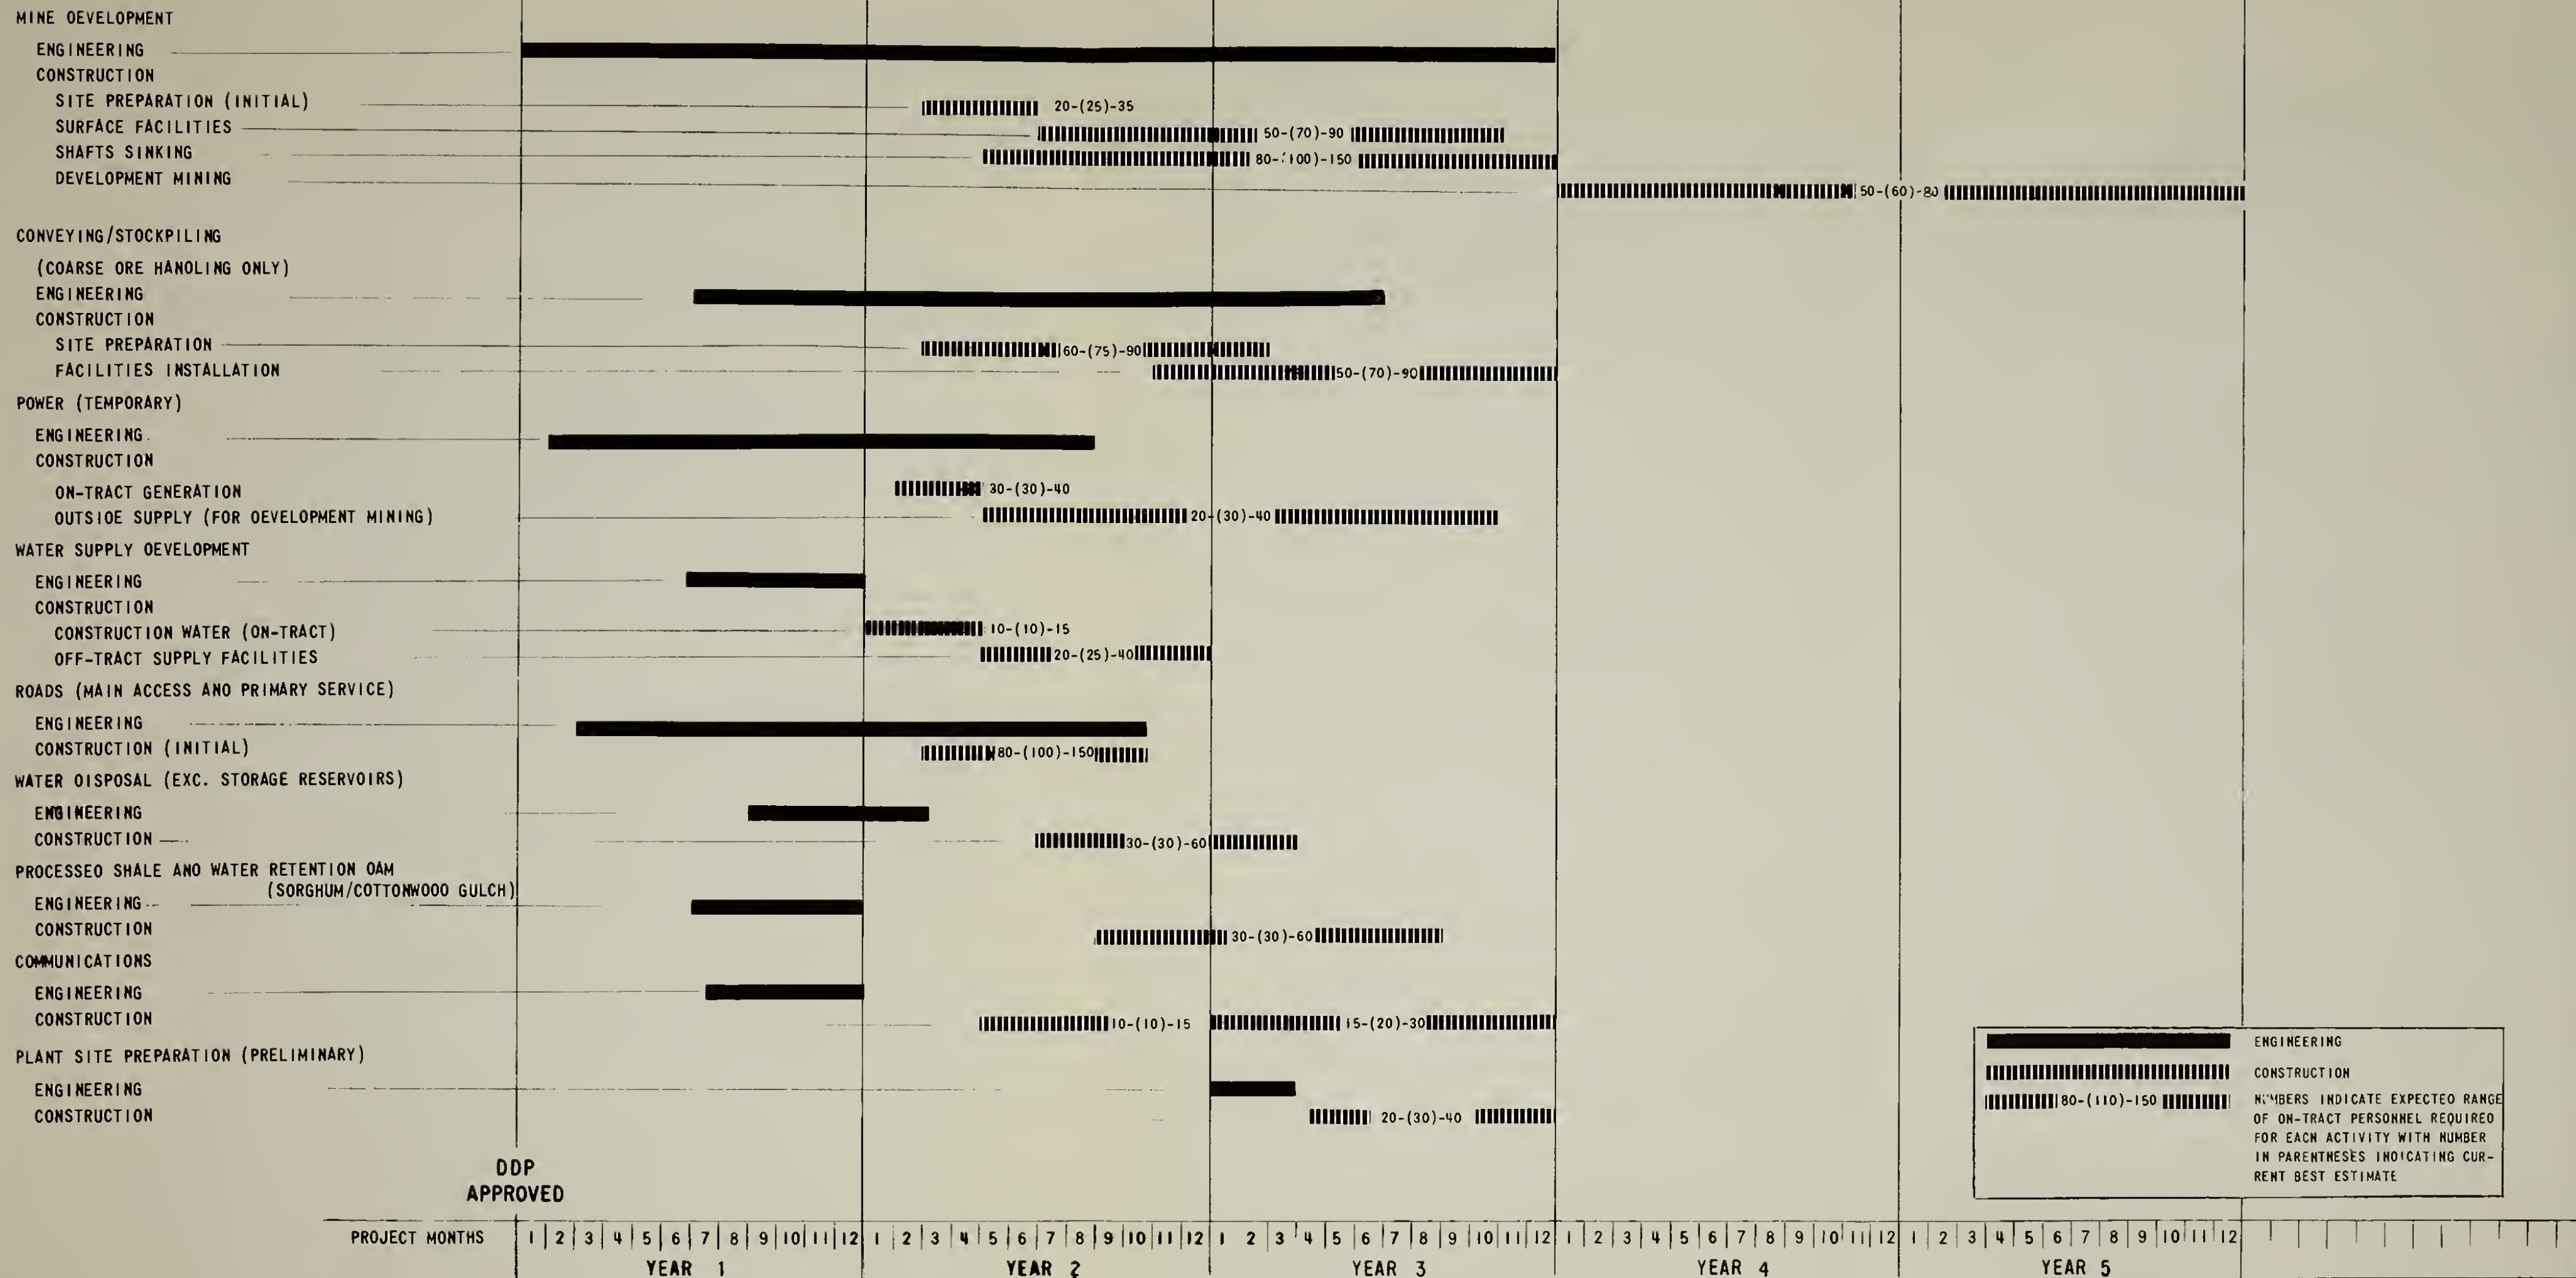 MINE OEVELOPMENT
ENGINEERING
CONSTRUCTION
SITE PREPARATION (INITIAL) 20-(25)-35
SURFACE FACILITIES 50-(70)-90
SHAFTS SINKING 80-(100)-150
DEVELOPMENT MINING 50-(60)-80
CONVEYING/STOCKPILING
(COARSE ORE HANOLING ONLY)
ENGINEERING
CONSTRUCTION
SITE PREPARATION 60-(75)-90
FACILITIES INSTALLATION 50-(70)-90
POWER (TEMPORARY)
ENGINEERING
CONSTRUCTION
ON-TRACT GENERATION 30-(30)-40
OUTSIOE SUPPLY (FOR OEVELOPMENT MINING) 20-(30)-40
WATER SUPPLY OEVELOPMENT
ENGINEERING
CONSTRUCTION
CONSTRUCTION WATER (ON-TRACT) 10-(10)-15
OFF-TRACT SUPPLY FACILITIES 20-(25)-40
ROADS (MAIN ACCESS ANO PRIMARY SERVICE)
ENGINEERING
CONSTRUCTION (INITIAL) 80-(100)-150
WATER OISPOSAL (EXC. STORAGE RESERVOIRS)
ENGINEERING
CONSTRUCTION 30-(30)-60
PROCESSEO SHALE ANO WATER RETENTION OAM
(SORGHUM/COTTONWOOO GULCH)
ENGINEERING
CONSTRUCTION 30-(30)-60
COMMUNICATIONS
ENGINEERING
CONSTRUCTION 10-(10)-15 15-(20)-30
PLANT SITE PREPARATION (PRELIMINARY)
ENGINEERING
CONSTRUCTION 20-(30)-40
ENGINEERING
CONSTRUCTION
80-(110)-150 NUMBERS INDICATE EXPECTEO RANGE
OF ON-TRACT PERSONNEL REQUIREO
FOR EACH ACTIVITY WITH NUMBER
IN PARENTHESES INOICATING CUR-
RENT BEST ESTIMATE
DDP
APPROVED
PROJECT MONTHS 1 2 3 4 5 6 7 8 9 10 11 12 1 2 3 4 5 6 7 8 9 10 11 12 1 2 3 4 5 6 7 8 9 10 11 12 1 2 3 4 5 6 7 8 9 10 11 12 1 2 3 4 5 6 7 8 9 10 11 12
YEAR 1 YEAR 2 YEAR 3 YEAR 4 YEAR 5